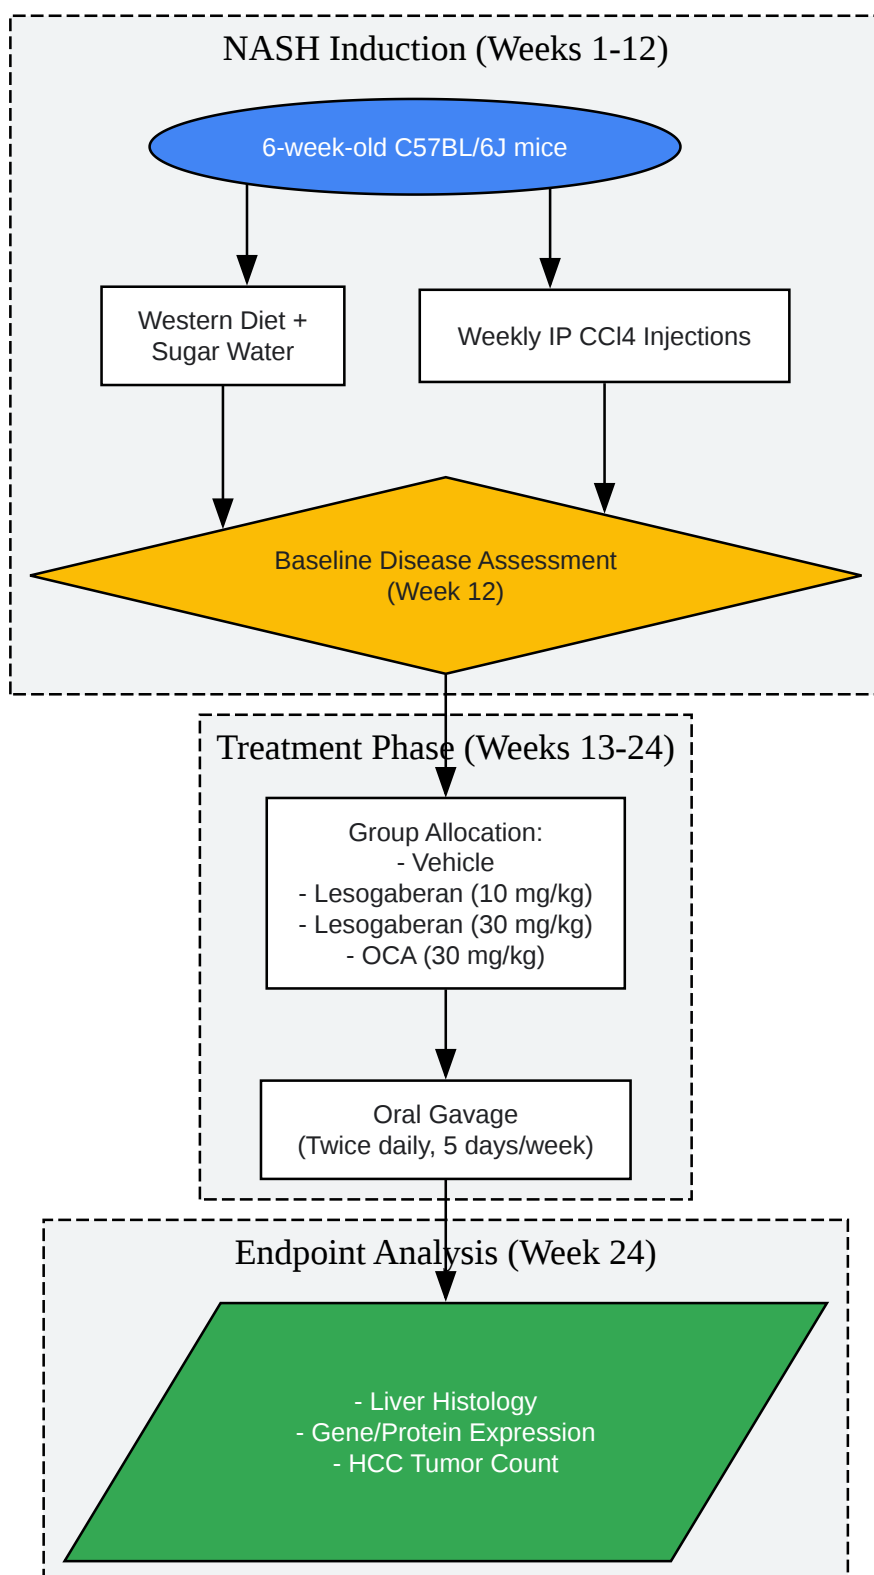 NASH Induction (Weeks 1-12)
6-week-old C57BL/6J mice
Western Diet +
Sugar Water
Weekly IP CCl4 Injections
Baseline Disease Assessment
(Week 12)
Treatment Phase (Weeks 13-24)
Group Allocation:
- Vehicle
- Lesogaberan (10 mg/kg)
- Lesogaberan (30 mg/kg)
- OCA (30 mg/kg)
Oral Gavage
(Twice daily, 5 days/week)
Endpoint Analysis (Week 24)
- Liver Histology
- Gene/Protein Expression
- HCC Tumor Count